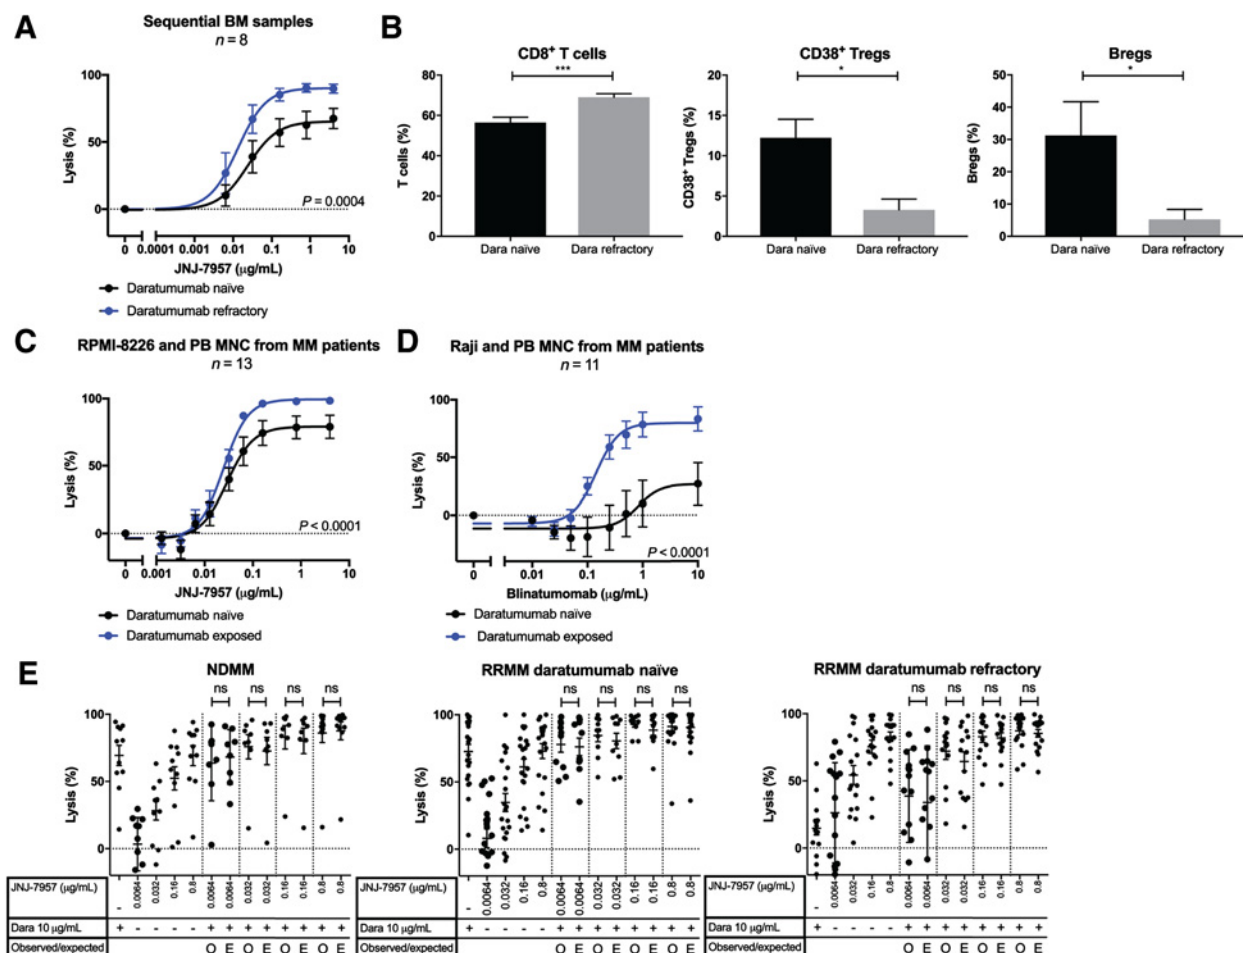 A
Sequential BM samples
n = 8
100
50
0
Lysis (%)
P = 0.0004
0 0.0001 0.001 0.01 0.1 1 10
JNJ-7957 (µg/mL)
Daratumumab naïve
Daratumumab refractory
B
CD8+ T cells
***
80
60
40
20
0
T cells (%)
Dara naïve Dara refractory
CD38+ Tregs
*
20
15
10
5
0
CD38+ Tregs (%)
Dara naïve Dara refractory
Bregs
*
50
40
30
20
10
0
Bregs (%)
Dara naïve Dara refractory
C
RPMI-8226 and PB MNC from MM patients
n = 13
100
50
0
Lysis (%)
P < 0.0001
0 0.001 0.01 0.1 1 10
JNJ-7957 (µg/mL)
Daratumumab naïve
Daratumumab exposed
D
Raji and PB MNC from MM patients
n = 11
100
50
0
Lysis (%)
P < 0.0001
0 0.01 0.1 1 10
Blinatumomab (µg/mL)
Daratumumab naïve
Daratumumab exposed
E
NDMM
ns ns ns ns
100
50
0
Lysis (%)
JNJ-7957 (µg/mL) - 0.0064 0.032 0.16 0.8 0.0064 0.0064 0.032 0.032 0.16 0.16 0.8 0.8
Dara 10 µg/mL + - - - - + + + + + + + +
Observed/expected O E O E O E O E
RRMM daratumumab naïve
ns ns ns ns
100
50
0
Lysis (%)
JNJ-7957 (µg/mL) - 0.0064 0.032 0.16 0.8 0.0064 0.0064 0.032 0.032 0.16 0.16 0.8 0.8
Dara 10 µg/mL + - - - - + + + + + + + +
Observed/expected O E O E O E O E
RRMM daratumumab refractory
ns ns ns ns
100
50
0
Lysis (%)
JNJ-7957 (µg/mL) - 0.0064 0.032 0.16 0.8 0.0064 0.0064 0.032 0.032 0.16 0.16 0.8 0.8
Dara 10 µg/mL + - - - - + + + + + + + +
Observed/expected O E O E O E O E